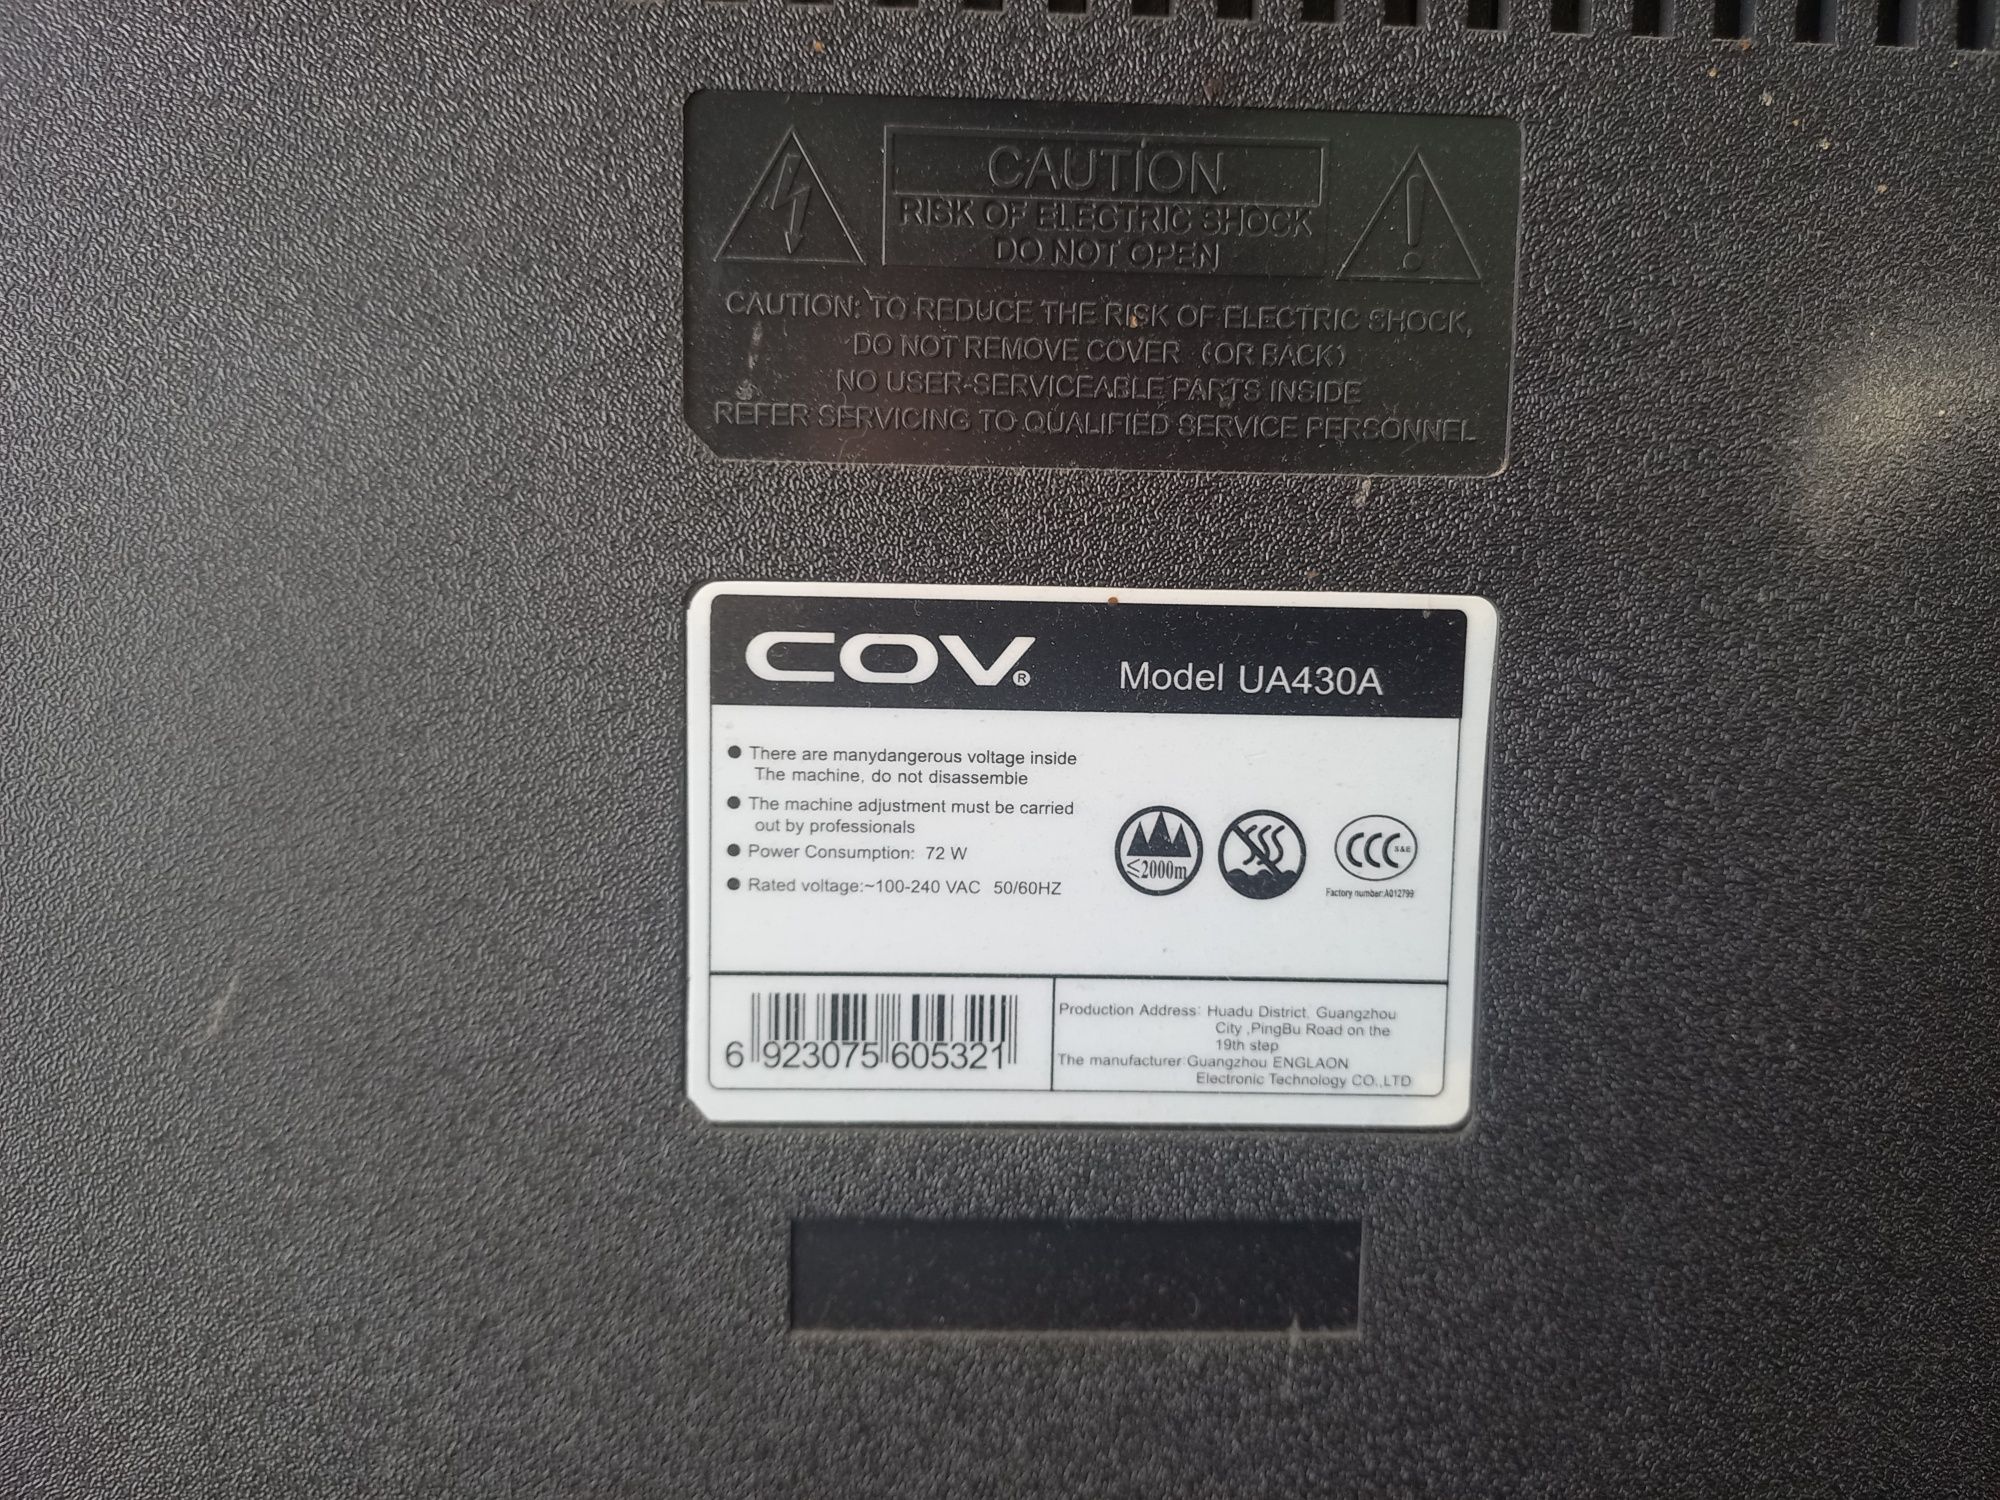 CAUTION
RISK OF ELECTRIC SHOCK
DO NOT OPEN
CAUTION: TO REDUCE THE RISK OF ELECTRIC SHOCK,
DO NOT REMOVE COVER (OR BACK)
NO USER-SERVICEABLE PARTS INSIDE
REFER SERVICING TO QUALIFIED SERVICE PERSONNEL
COV® Model UA430A
● There are manydangerous voltage inside
The machine, do not disassemble
● The machine adjustment must be carried
out by professionals
● Power Consumption: 72 W
● Rated voltage:~100-240 VAC 50/60HZ
≤2000m
CCC S&E
Factory number:A012799
6 923075 605321
Production Address: Huadu District, Guangzhou
City ,PingBu Road on the
19th step
The manufacturer:Guangzhou ENGLAON
Electronic Technology CO.,LTD